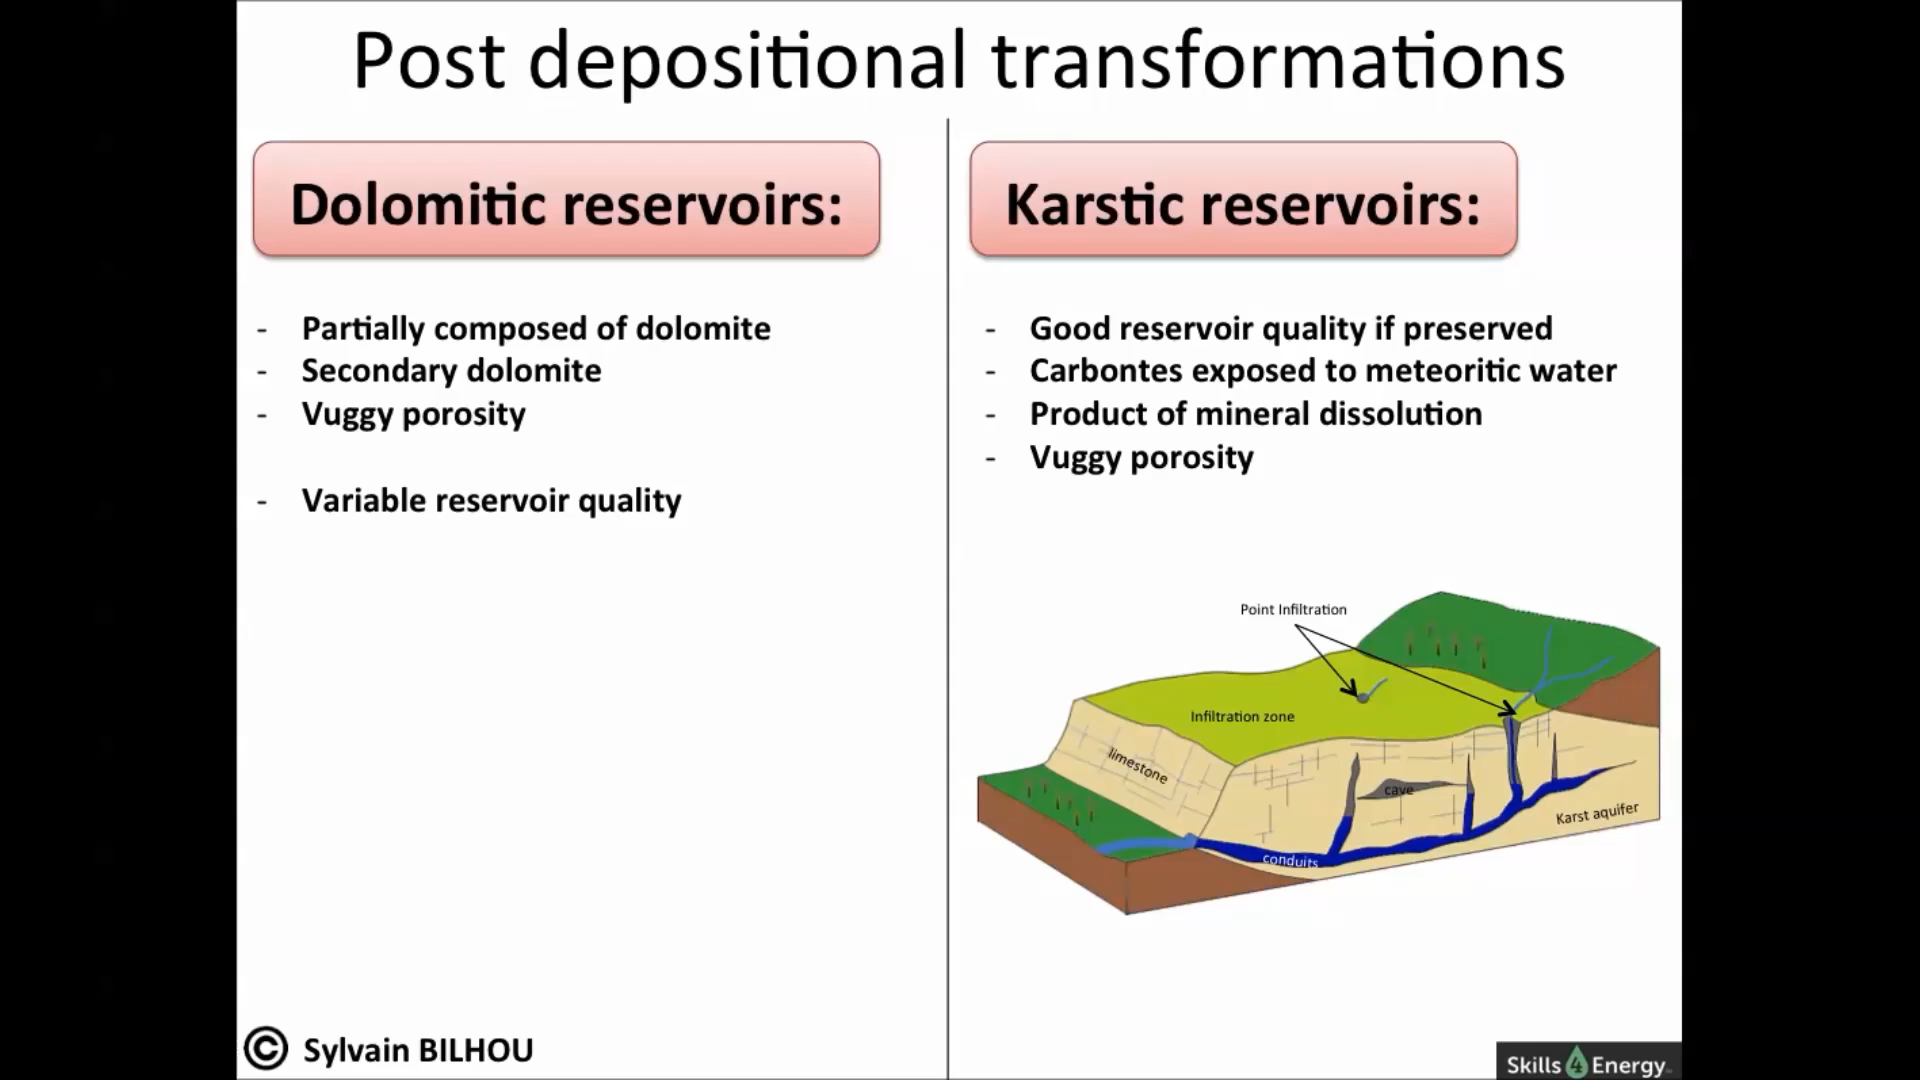 Post depositional transformations
Dolomitic reservoirs:
- Partially composed of dolomite
- Secondary dolomite
- Vuggy porosity
- Variable reservoir quality
Karstic reservoirs:
- Good reservoir quality if preserved
- Carbontes exposed to meteoritic water
- Product of mineral dissolution
- Vuggy porosity
Point Infiltration
Infiltration zone
limestone
cave
Karst aquifer
conduits
© Sylvain BILHOU
Skills 4 Energy